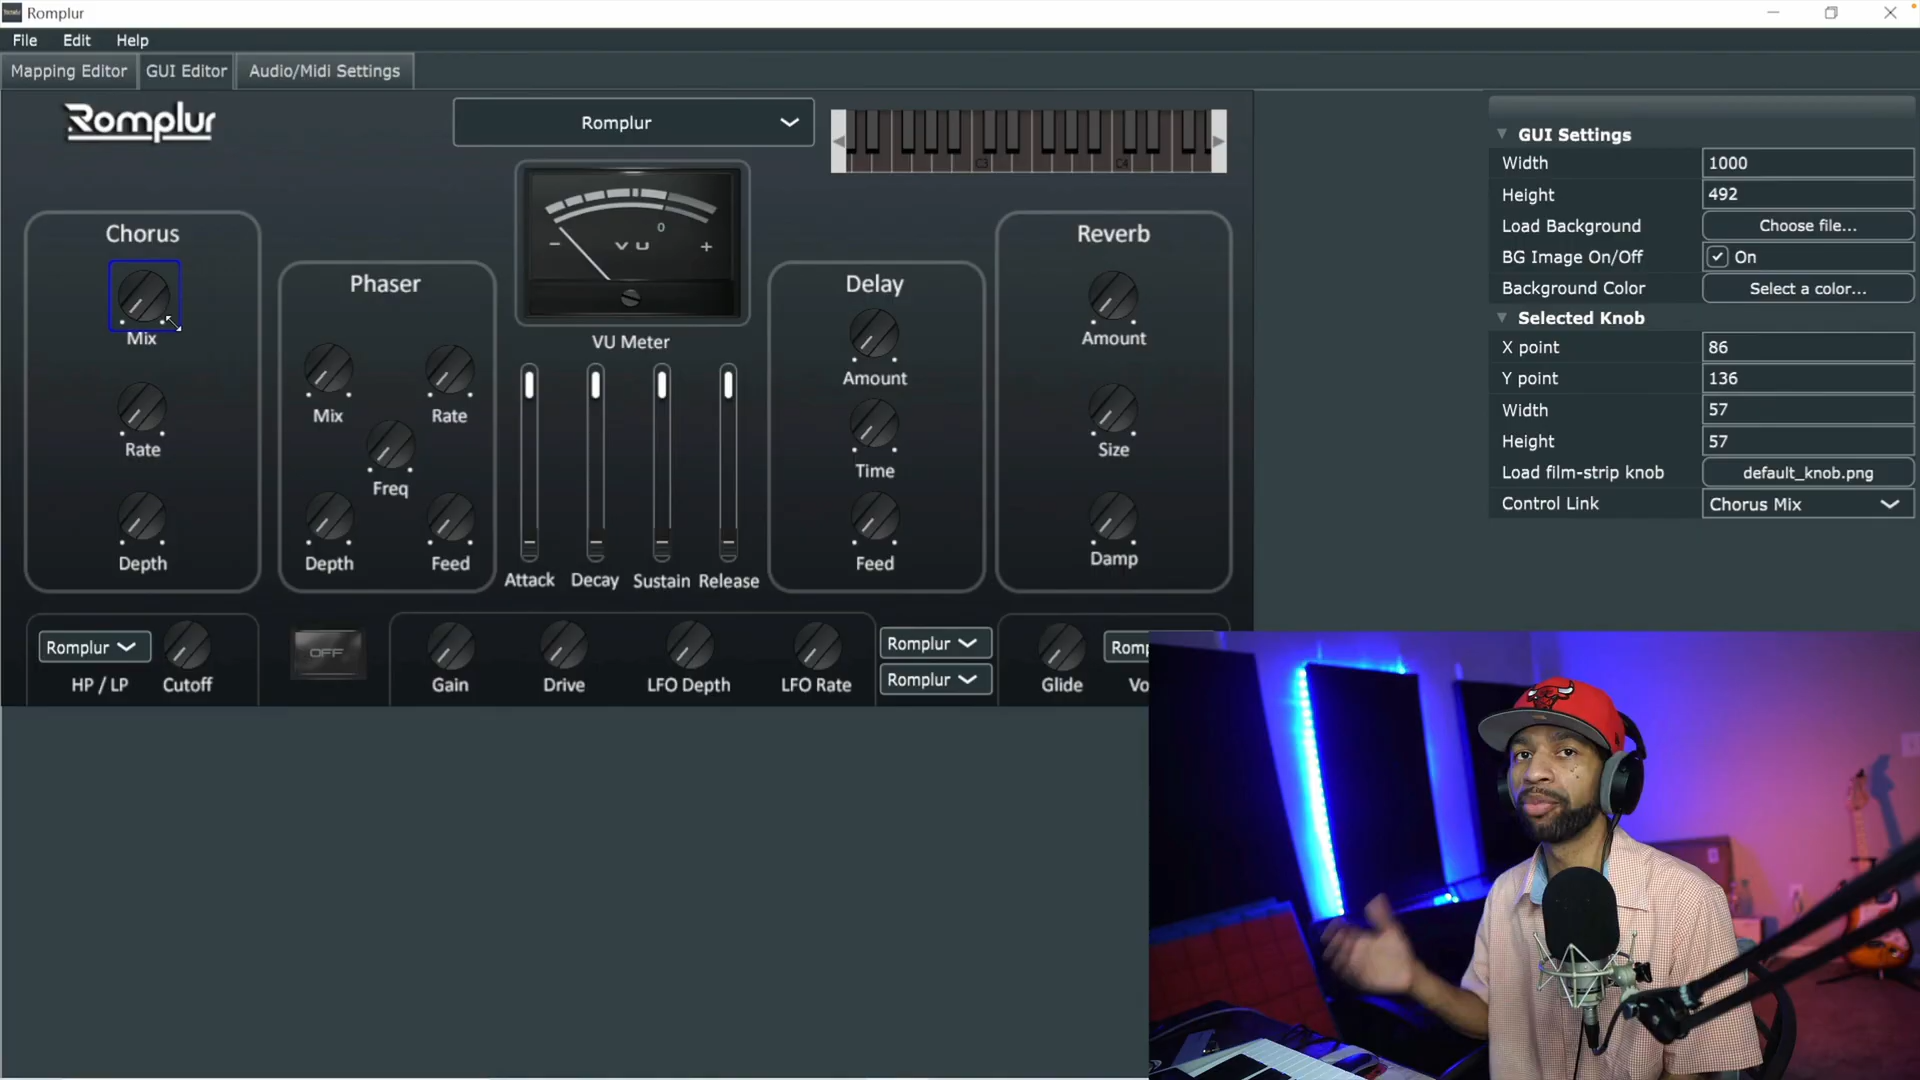 Romplur
File Edit Help
Mapping Editor GUI Editor Audio/Midi Settings
Romplur
Romplur
C3 C4
GUI Settings
Width 1000
Height 492
Load Background Choose file...
BG Image On/Off On
Background Color Select a color...
Selected Knob
X point 86
Y point 136
Width 57
Height 57
Load film-strip knob default_knob.png
Control Link Chorus Mix
Chorus
Mix
Rate
Depth
Phaser
Mix Rate
Freq
Depth Feed
0
- VU +
VU Meter
Attack Decay Sustain Release
Delay
Amount
Time
Feed
Reverb
Amount
Size
Damp
Romplur
HP / LP Cutoff
OFF
Gain Drive LFO Depth LFO Rate
Romplur
Romplur
Glide
Romp
Vo